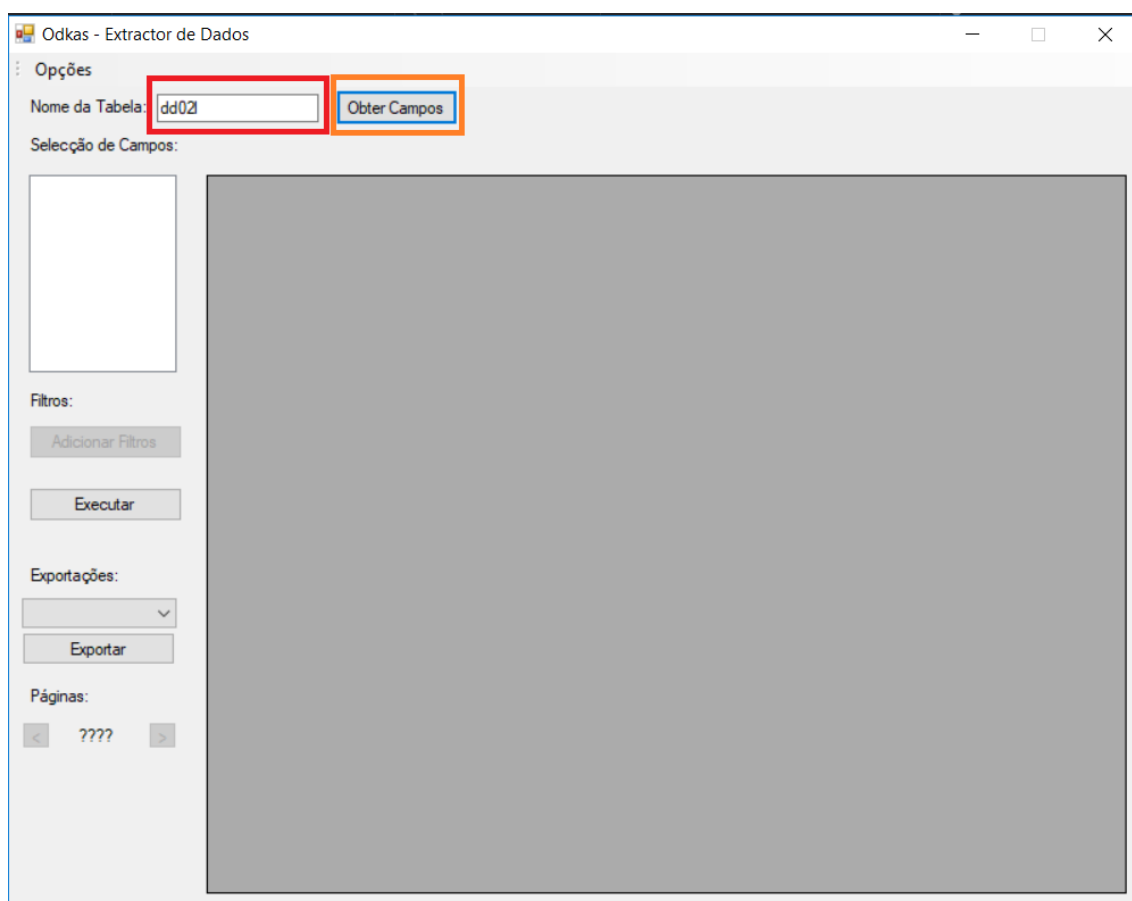 Odkas - Extractor de Dados
Opções
Nome da Tabela: dd02l Obter Campos
Selecção de Campos:
Filtros:
Adicionar Filtros
Executar
Exportações:
Exportar
Páginas:
< ???? >